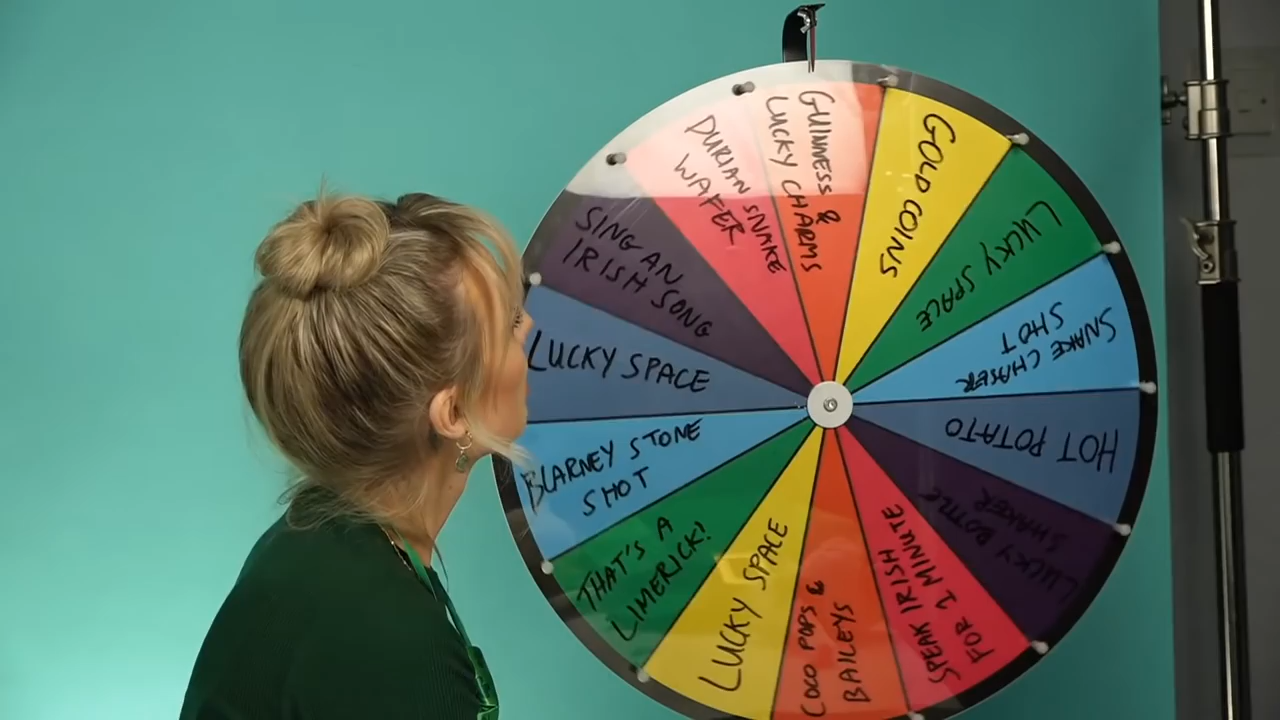 GUINNESS &
LUCKY CHARMS
GOLD COINS
LUCKY SPACE
SNAKE CHASER
SHOT
HOT POTATO
LUCKY BOTTLE
SHAKER
SPEAK IRISH
FOR 1 MINUTE
COCO POPS &
BAILEYS
LUCKY SPACE
THAT'S A
LIMERICK!
BLARNEY STONE
SHOT
LUCKY SPACE
SING AN
IRISH SONG
DURIAN SNAKE
WAFER